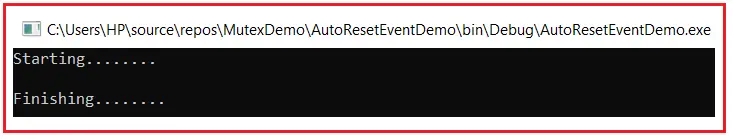 C:\Users\HP\source\repos\MutexDemo\AutoResetEventDemo\bin\Debug\AutoResetEventDemo.exe
Starting........
Finishing........